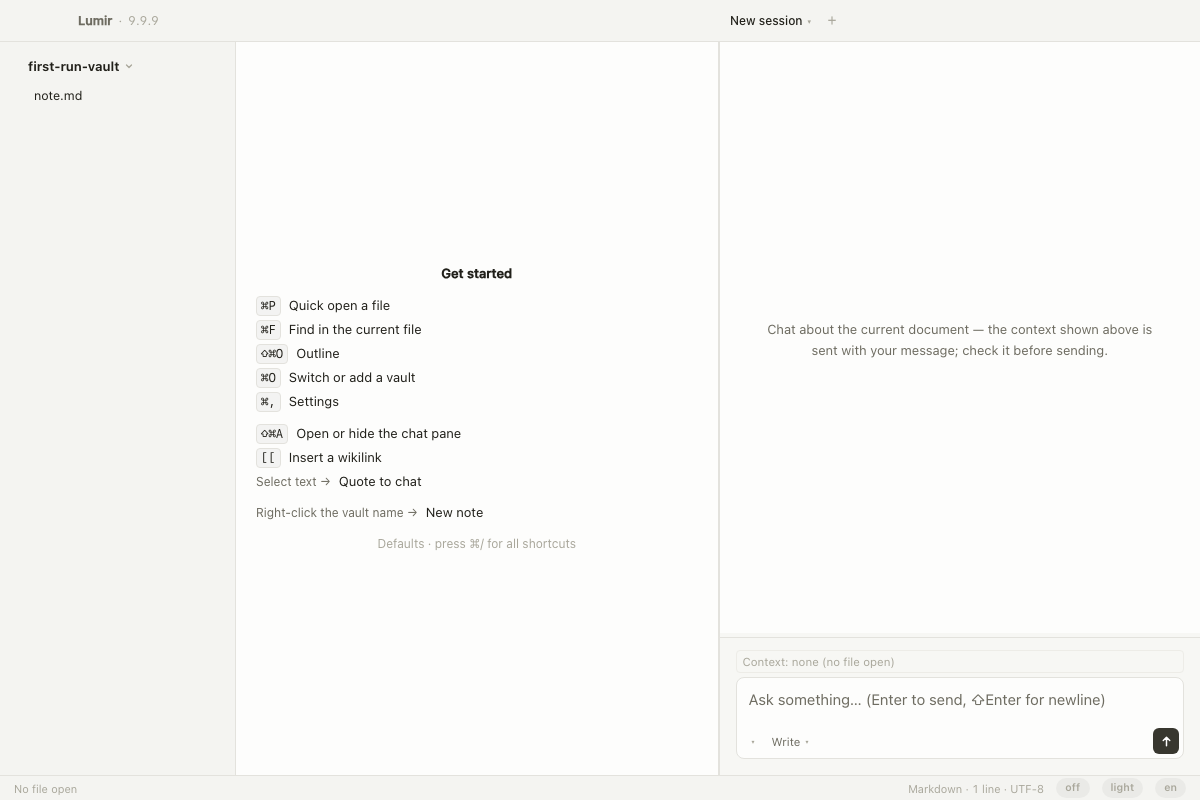 Lumir · 9.9.9
New session
first-run-vault
note.md
Get started
⌘P Quick open a file
⌘F Find in the current file
⇧⌘O Outline
⌘O Switch or add a vault
⌘, Settings
⇧⌘A Open or hide the chat pane
[[ Insert a wikilink
Select text → Quote to chat
Right-click the vault name → New note
Defaults · press ⌘/ for all shortcuts
Chat about the current document — the context shown above is
sent with your message; check it before sending.
Context: none (no file open)
Ask something... (Enter to send, ⇧Enter for newline)
Write
No file open
Markdown · 1 line · UTF-8 off light en